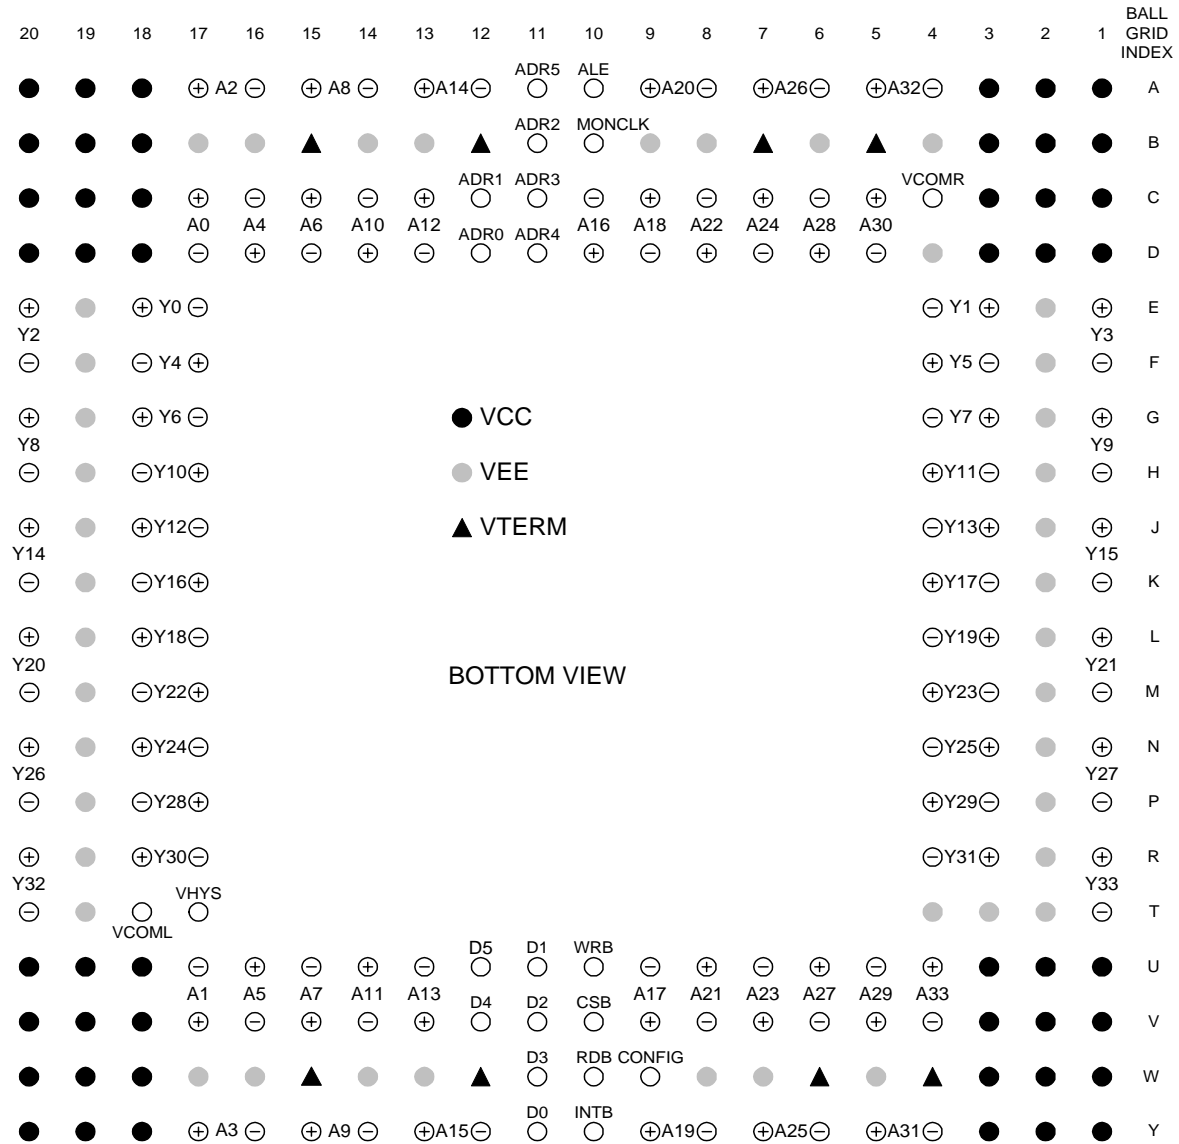 BALL
20 19 18 17 16 15 14 13 12 11 10 9 8 7 6 5 4 3 2 1 GRID
INDEX
ADR5 ALE
A2 A8 A14 A20 A26 A32 A
ADR2 MONCLK
B
ADR1 ADR3 VCOMR
C
A0 A4 A6 A10 A12 ADR0 ADR4 A16 A18 A22 A24 A28 A30
D
Y0 Y1 E
Y2 Y3
Y4 Y5 F
VCC
Y6 Y7 G
Y8 Y9
VEE
Y10 Y11 H
VTERM
Y12 Y13 J
Y14 Y15
Y16 Y17 K
Y18 Y19 L
Y20 BOTTOM VIEW Y21
Y22 Y23 M
Y24 Y25 N
Y26 Y27
Y28 Y29 P
Y30 Y31 R
Y32 VHYS Y33
T
VCOML
D5 D1 WRB
U
A1 A5 A7 A11 A13 D4 D2 CSB A17 A21 A23 A27 A29 A33
V
D3 RDB CONFIG
W
D0 INTB
A3 A9 A15 A19 A25 A31 Y